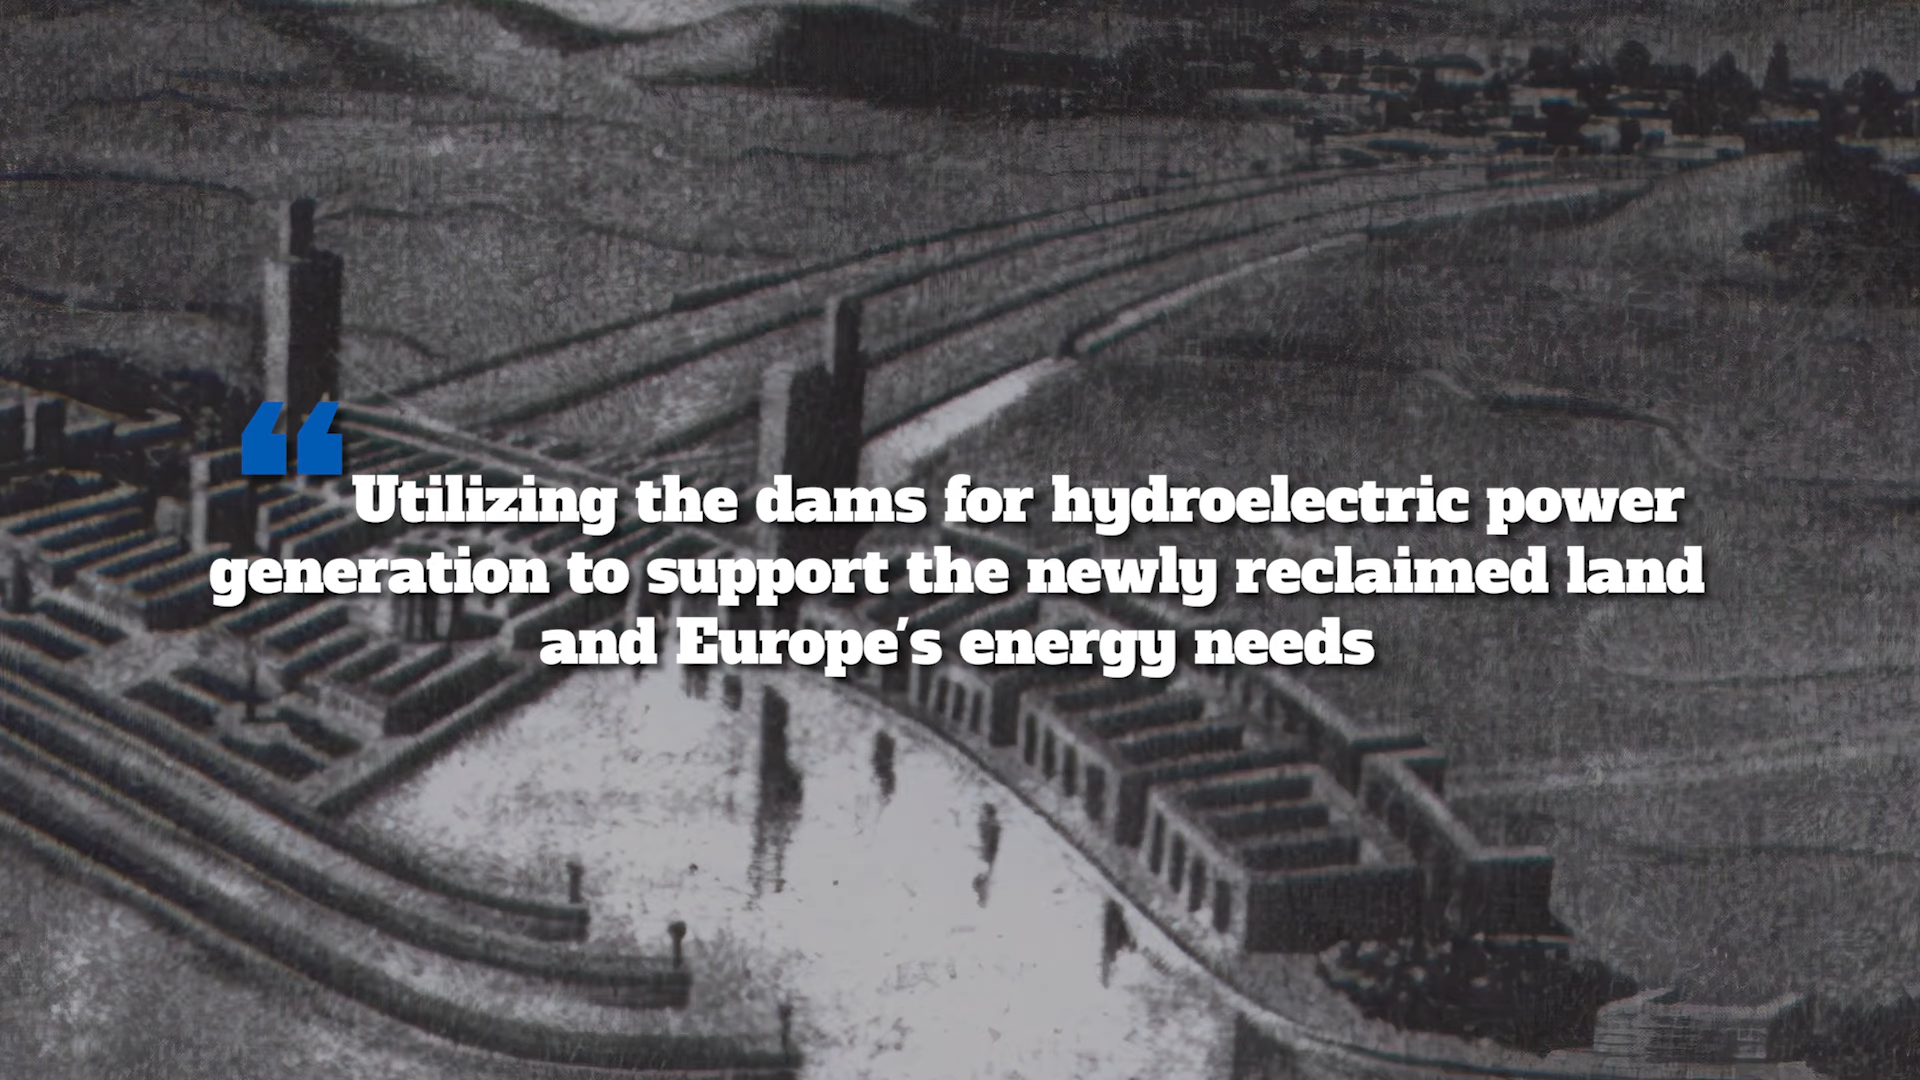 “Utilizing the dams for hydroelectric power
generation to support the newly reclaimed land
and Europe's energy needs